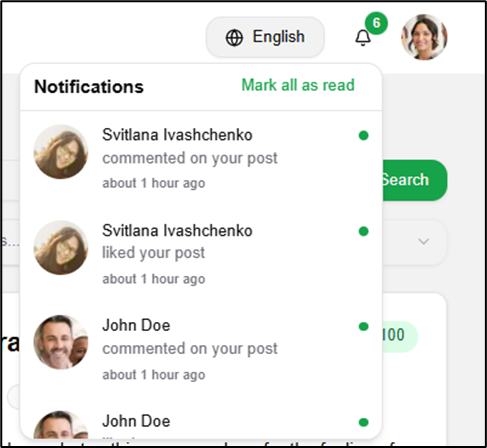 English
6
Notifications
Mark all as read
Svitlana Ivashchenko
commented on your post
about 1 hour ago
Search
Svitlana Ivashchenko
liked your post
about 1 hour ago
s...
John Doe
commented on your post
about 1 hour ago
ra
100
John Doe